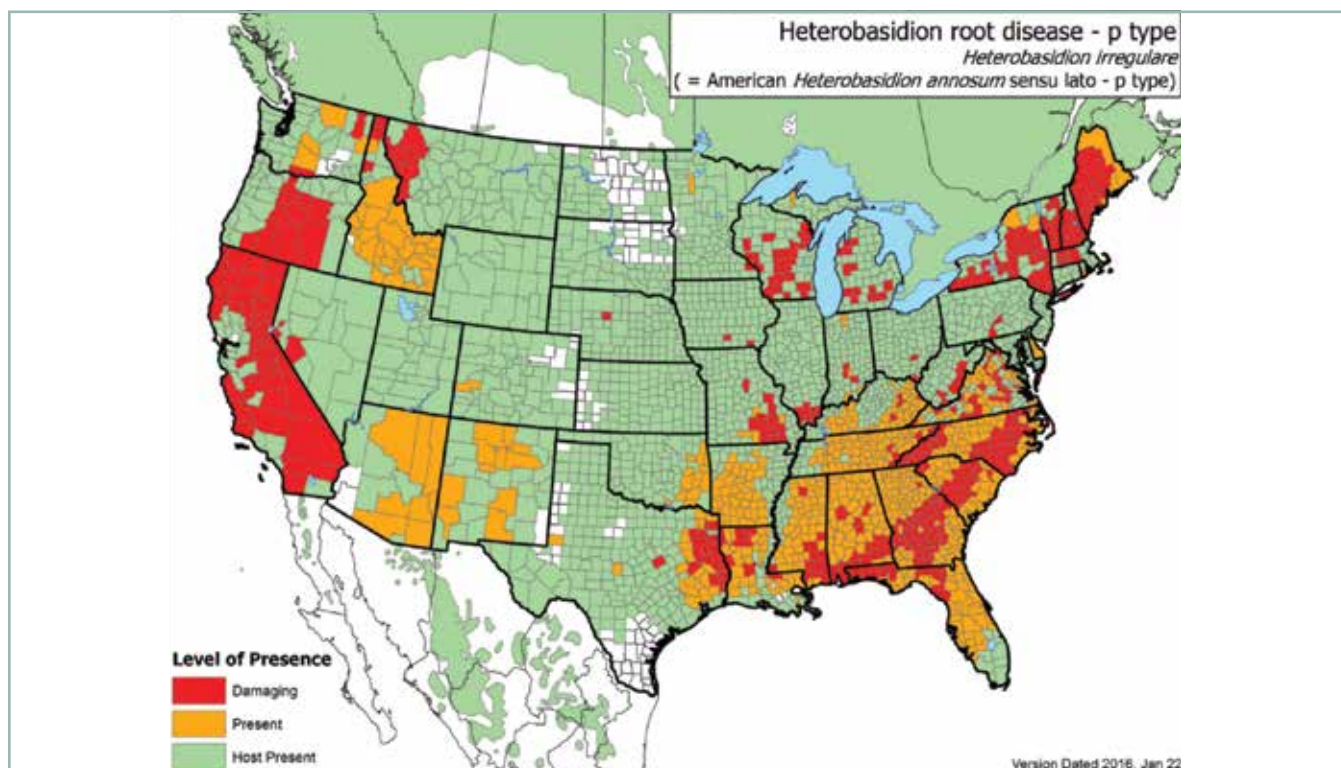 Heterobasidion root disease - p type
Heterobasidion irregulare
( = American Heterobasidion annosum sensu lato - p type)
Level of Presence
Damaging
Present
Host Present
Version Dated 2016, Jan 22